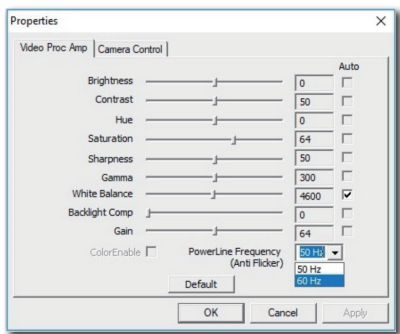 Properties
Video Proc Amp Camera Control
Auto
Brightness 0
Contrast 50
Hue 0
Saturation 64
Sharpness 50
Gamma 300
White Balance 4600
Backlight Comp 0
Gain 64
ColorEnable PowerLine Frequency 50 Hz
(Anti Flicker)
50 Hz
60 Hz
Default
OK Cancel Apply